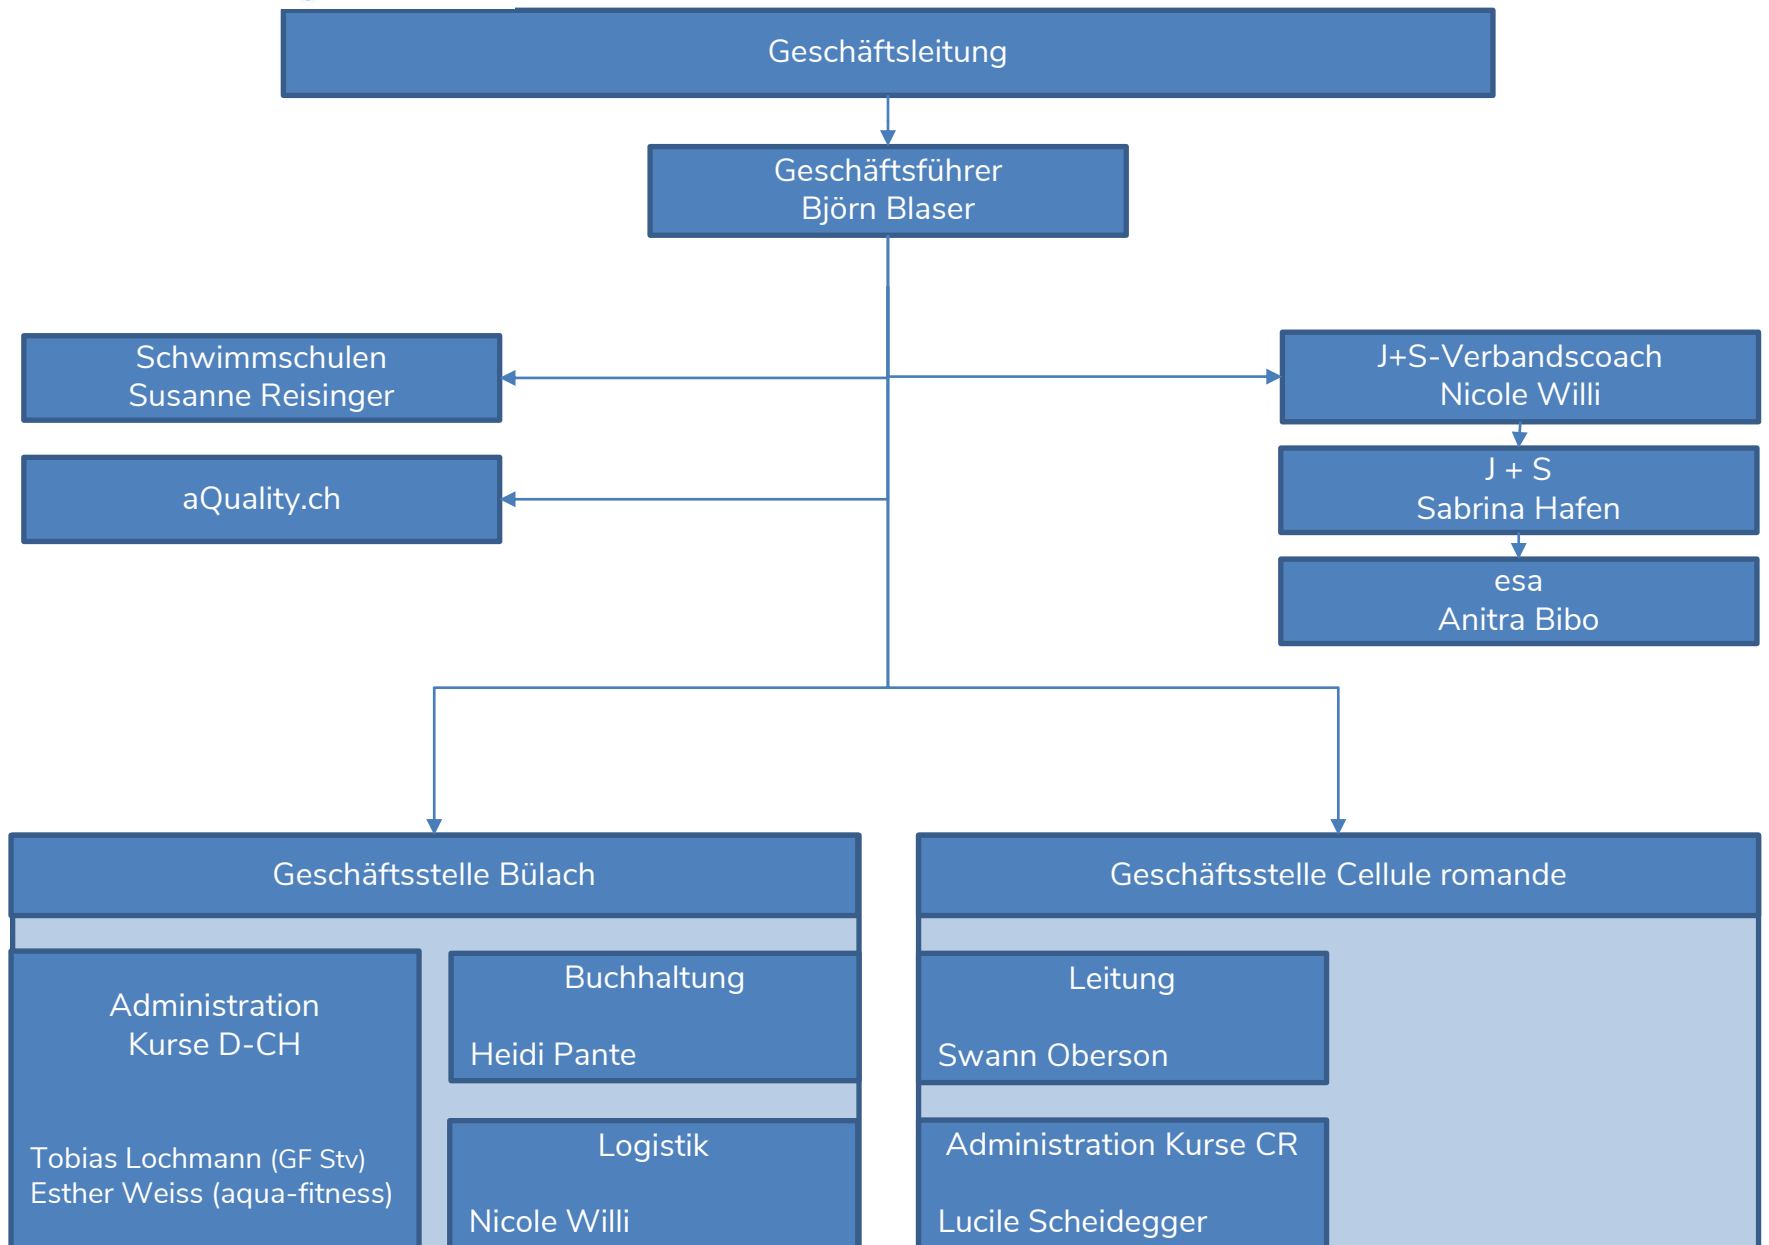 Geschäftsleitung
Geschäftsführer
Björn Blaser
Schwimmschulen
Susanne Reisinger
aQuality.ch
J+S-Verbandscoach
Nicole Willi
J + S
Sabrina Hafen
esa
Anitra Bibo
Geschäftsstelle Bülach
Administration
Kurse D-CH
Tobias Lochmann (GF Stv)
Esther Weiss (aqua-fitness)
Buchhaltung
Heidi Pante
Logistik
Nicole Willi
Geschäftsstelle Cellule romande
Leitung
Swann Oberson
Administration Kurse CR
Lucile Scheidegger